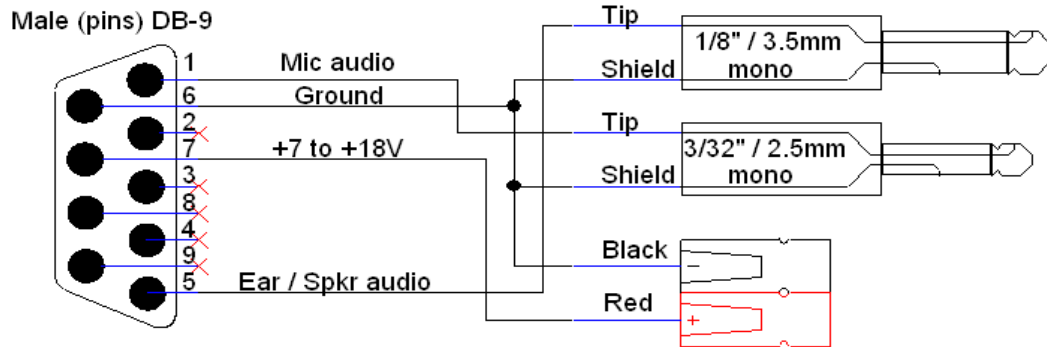 Male (pins) DB-9
1
Mic audio
6
Ground
2
7
+7 to +18V
3
8
4
9
5
Ear / Spkr audio
Tip
1/8" / 3.5mm
mono
Shield
Tip
3/32" / 2.5mm
mono
Shield
Black
−
Red
+